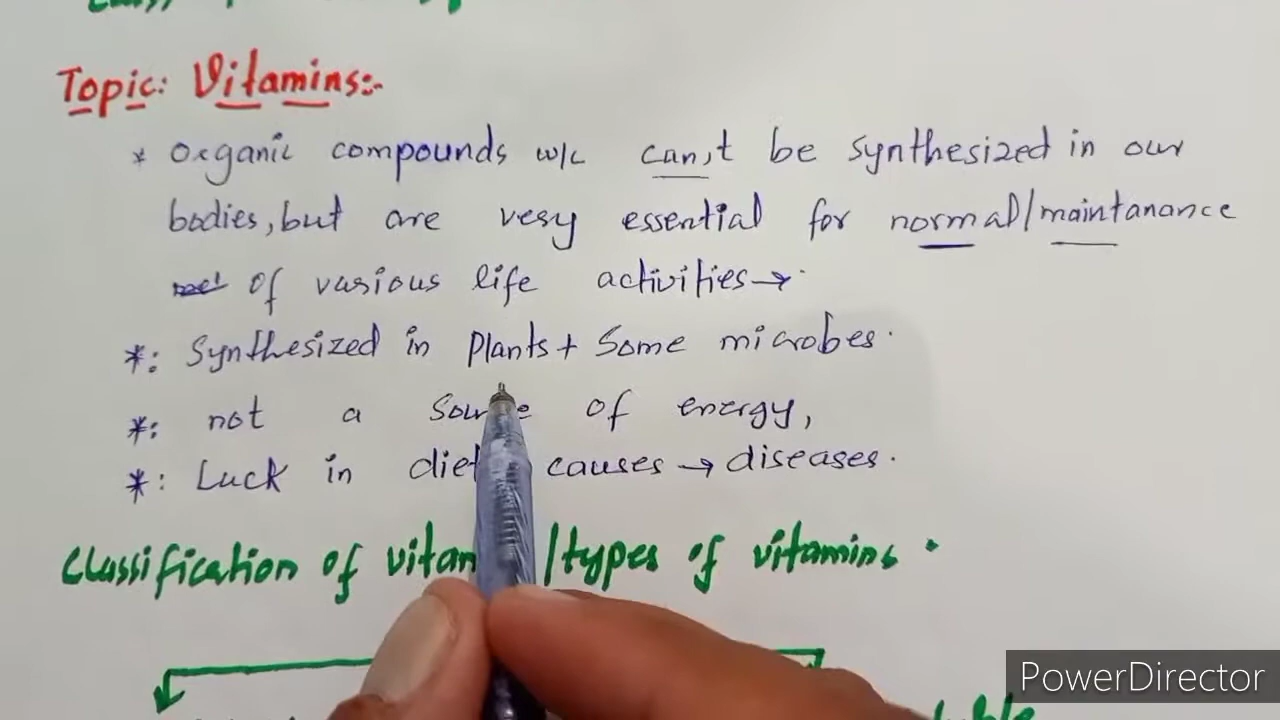 Topic: Vitamins:-
* Organic compounds w/c can,t be synthesized in our
bodies, but are very essential for normal/maintanance
of various life activities→
*: Synthesized in plants + Some microbes.
*: not a of energy,
*: Luck in causes → diseases.
Classification of /types of vitamins.
PowerDirector